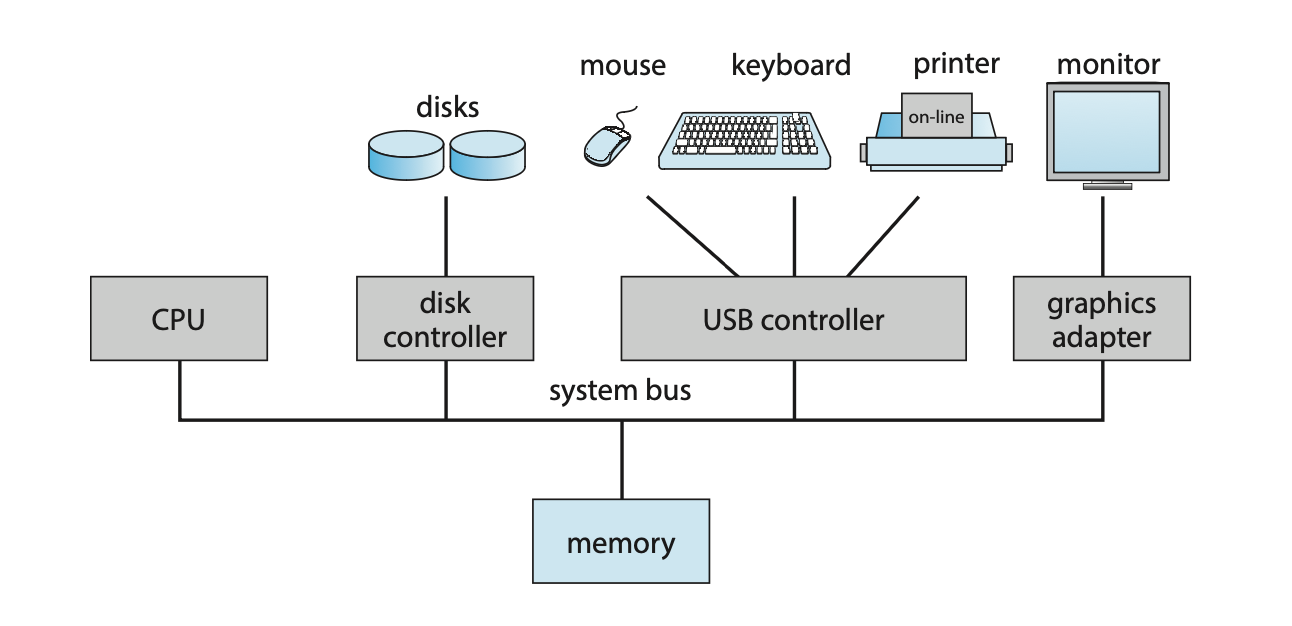 mouse
keyboard
printer
monitor
disks
on-line
CPU
disk
controller
USB controller
graphics
adapter
system bus
memory